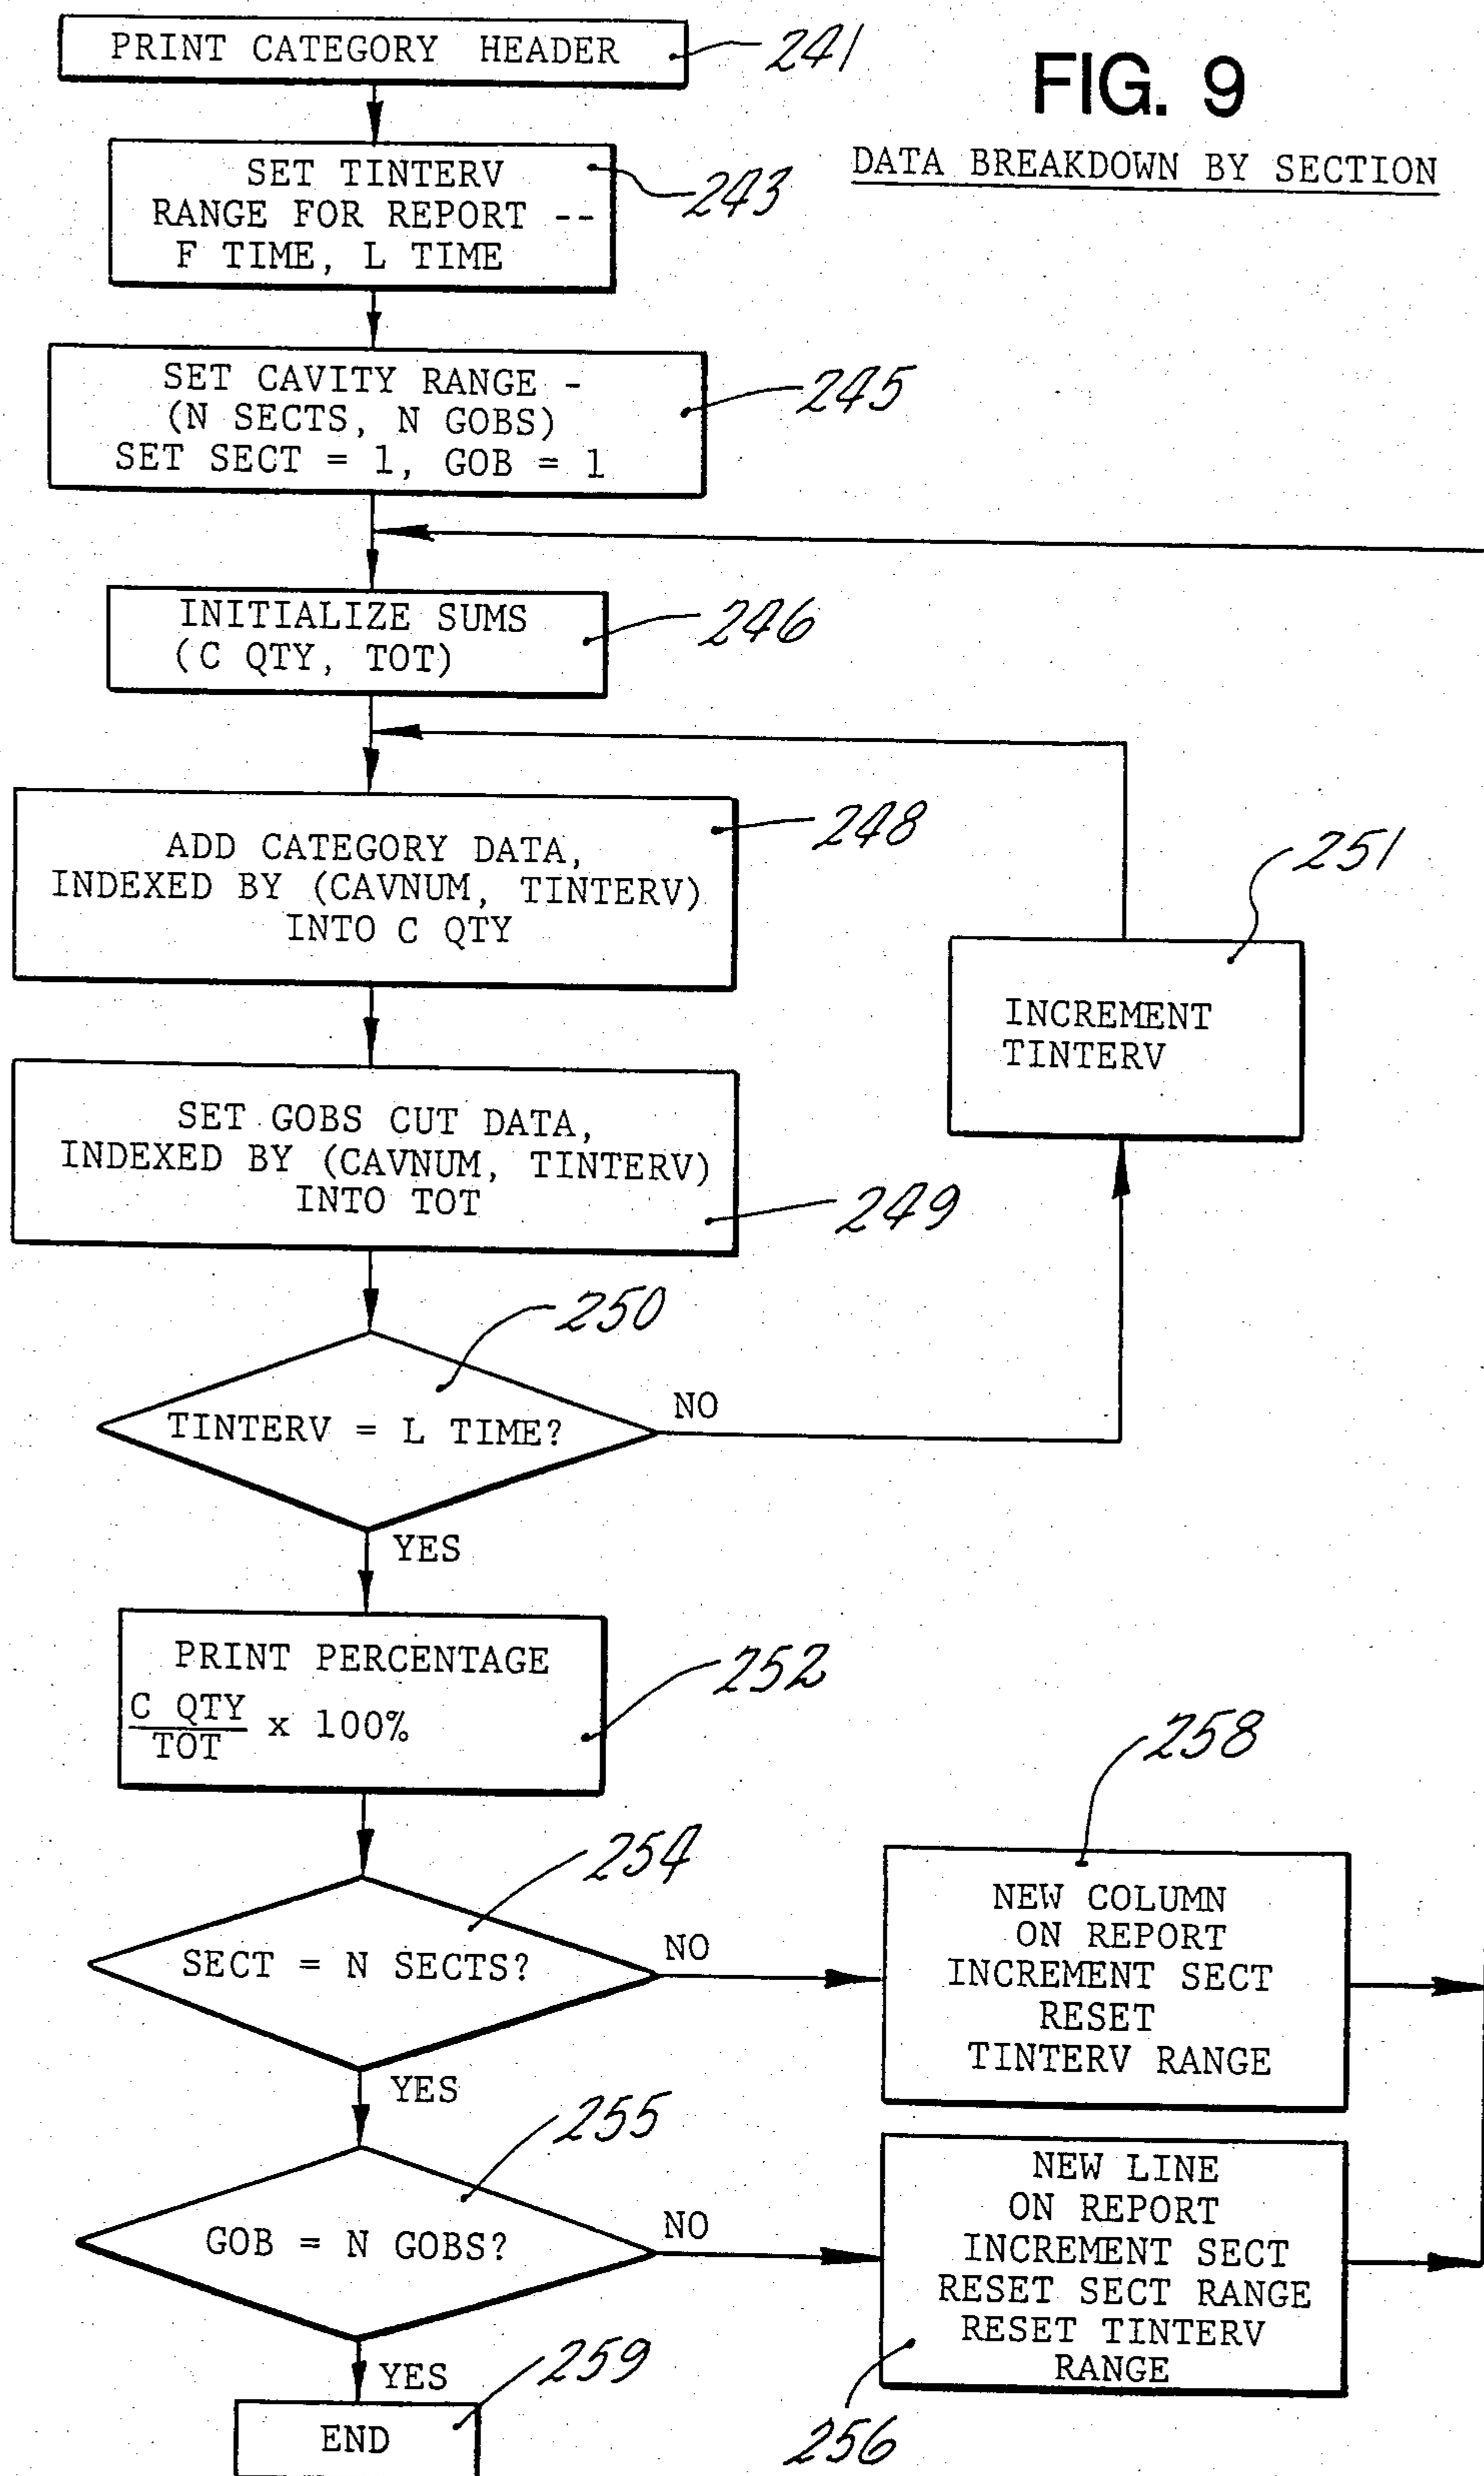 PRINT CATEGORY HEADER
241
FIG. 9
DATA BREAKDOWN BY SECTION
SET TINTERV
RANGE FOR REPORT --
F TIME, L TIME
243
SET CAVITY RANGE -
(N SECTS, N GOBS)
SET SECT = 1, GOB = 1
245
INITIALIZE SUMS
(C QTY, TOT)
246
ADD CATEGORY DATA,
INDEXED BY (CAVNUM, TINTERV)
INTO C QTY
248
251
INCREMENT
TINTERV
SET GOBS CUT DATA,
INDEXED BY (CAVNUM, TINTERV)
INTO TOT
249
250
TINTERV = L TIME?
NO
YES
PRINT PERCENTAGE
C QTY
TOT
x 100%
252
254
SECT = N SECTS?
NO
258
NEW COLUMN
ON REPORT
INCREMENT SECT
RESET
TINTERV RANGE
YES
255
GOB = N GOBS?
NO
NEW LINE
ON REPORT
INCREMENT SECT
RESET SECT RANGE
RESET TINTERV
RANGE
256
YES
259
END